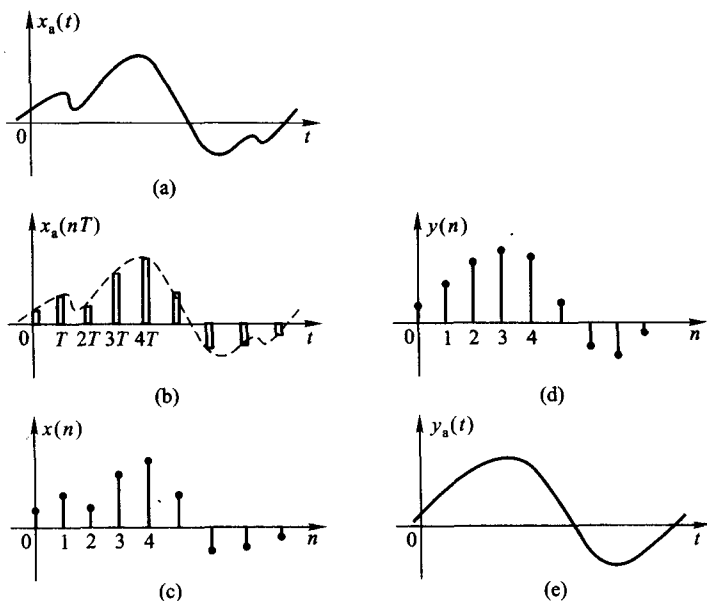 x_a(t)
0
t
(a)
x_a(nT)
0 T 2T 3T 4T t
(b)
x(n)
0 1 2 3 4 n
(c)
y(n)
0 1 2 3 4 n
(d)
y_a(t)
0
t
(e)